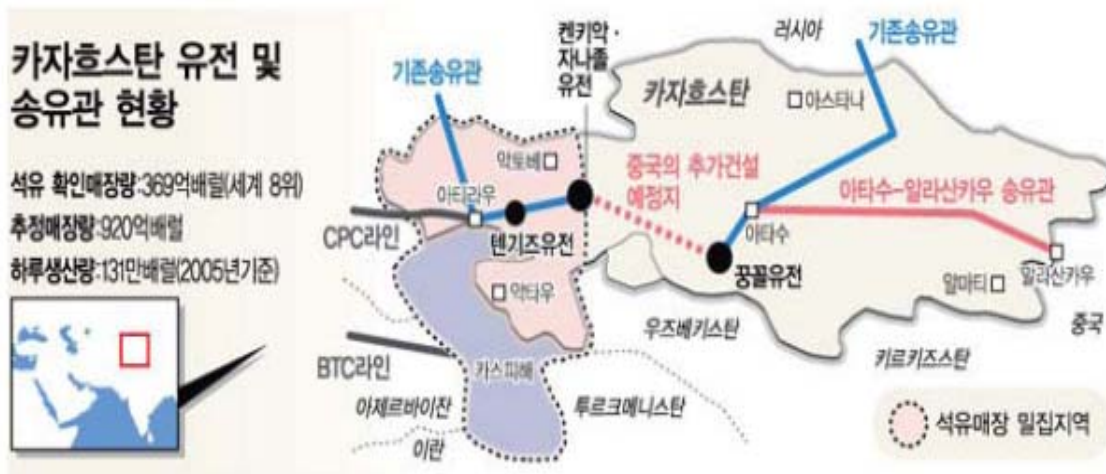 카자흐스탄 유전 및
송유관 현황
석유 확인매장량:369억배럴(세계 8위)
추정매장량:920억배럴
하루생산량:131만배럴(2005년기준)
켄키악·
자나졸
유전
러시아
기존송유관
기존송유관
카자흐스탄
아스타나
악토베
중국의 추가건설
예정지
아타수-알라산카우 송유관
아티라우
CPC라인
텐기즈유전
아타수
꿍꼴유전
알마티
알라산카우
악타우
우즈베키스탄
중국
키르키즈스탄
BTC라인
카스피해
아제르바이잔
투르크메니스탄
이란
석유매장 밀집지역